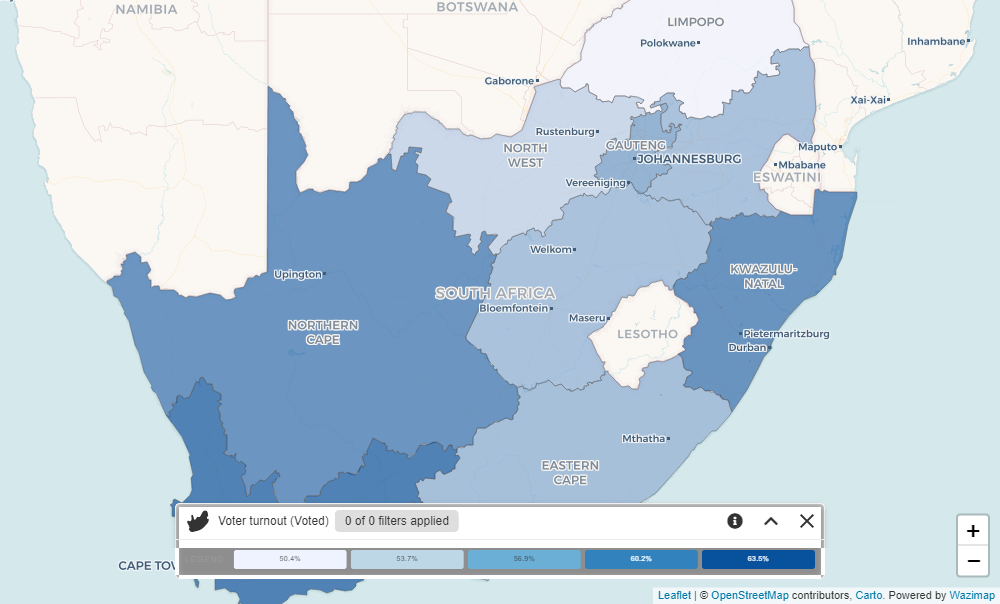 NAMIBIA
BOTSWANA
LIMPOPO
Polokwane
Inhambane
Gaborone
Xai-Xai
Rustenburg
NORTH
WEST
GAUTENG
JOHANNESBURG
Maputo
Mbabane
ESWATINI
Vereeniging
Welkom
KWAZULU-
NATAL
Upington
SOUTH AFRICA
Bloemfontein
Maseru
LESOTHO
NORTHERN
CAPE
Pietermaritzburg
Durban
Mthatha
EASTERN
CAPE
Voter turnout (Voted)
0 of 0 filters applied
LEGEND
50.4%
53.7%
56.9%
60.2%
63.5%
+
−
CAPE TOW
Leaflet | © OpenStreetMap contributors, Carto. Powered by Wazimap